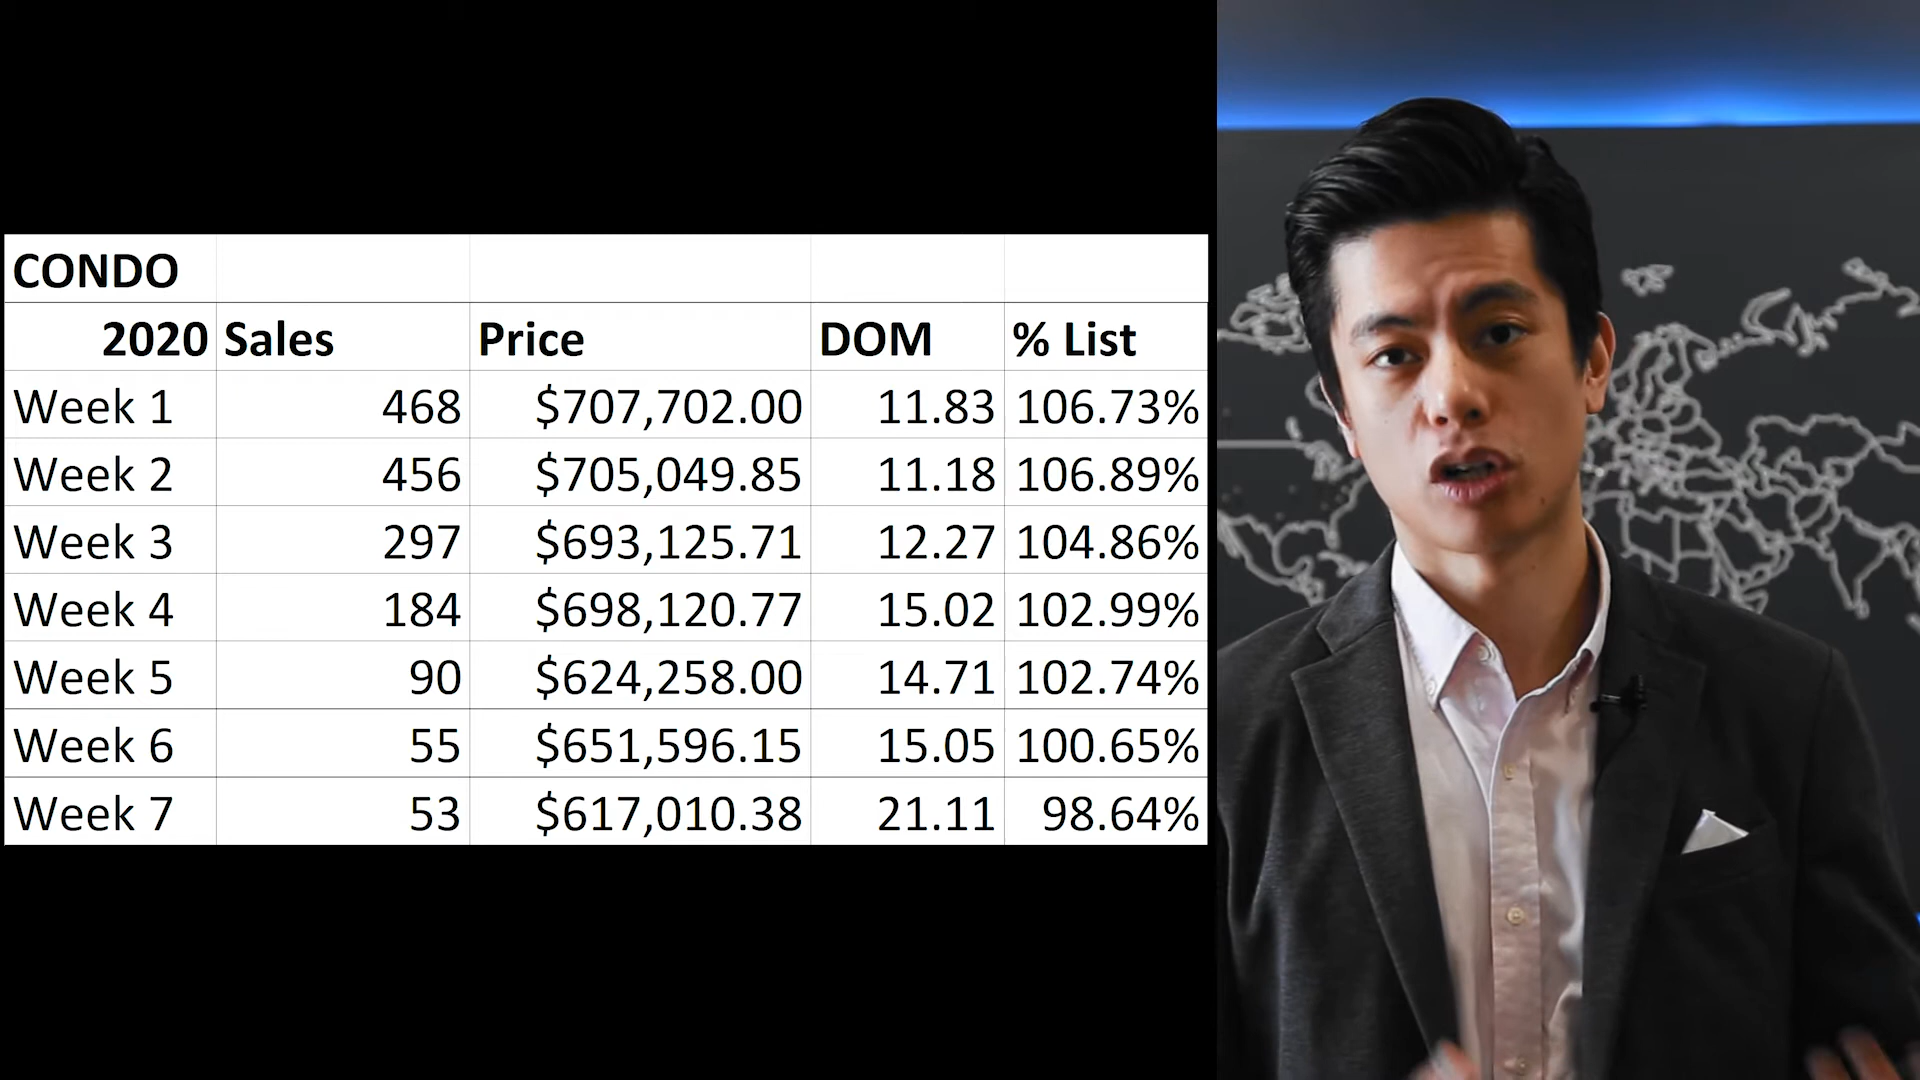 CONDO
2020 Sales Price DOM % List
Week 1 468 $707,702.00 11.83 106.73%
Week 2 456 $705,049.85 11.18 106.89%
Week 3 297 $693,125.71 12.27 104.86%
Week 4 184 $698,120.77 15.02 102.99%
Week 5 90 $624,258.00 14.71 102.74%
Week 6 55 $651,596.15 15.05 100.65%
Week 7 53 $617,010.38 21.11 98.64%